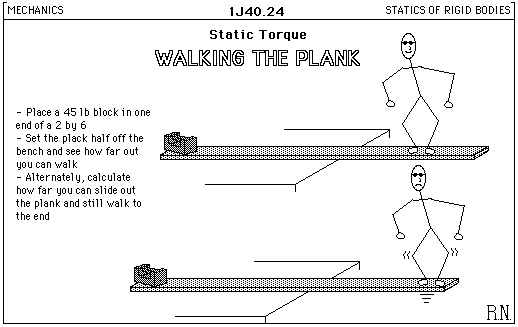 MECHANICS
1J40.24
STATICS OF RIGID BODIES
Static Torque
WALKING THE PLANK
- Place a 45 lb block in one
end of a 2 by 6
- Set the plack half off the
bench and see how far out
you can walk
- Alternately, calculate
how far you can slide out
the plank and still walk to
the end
R.N.